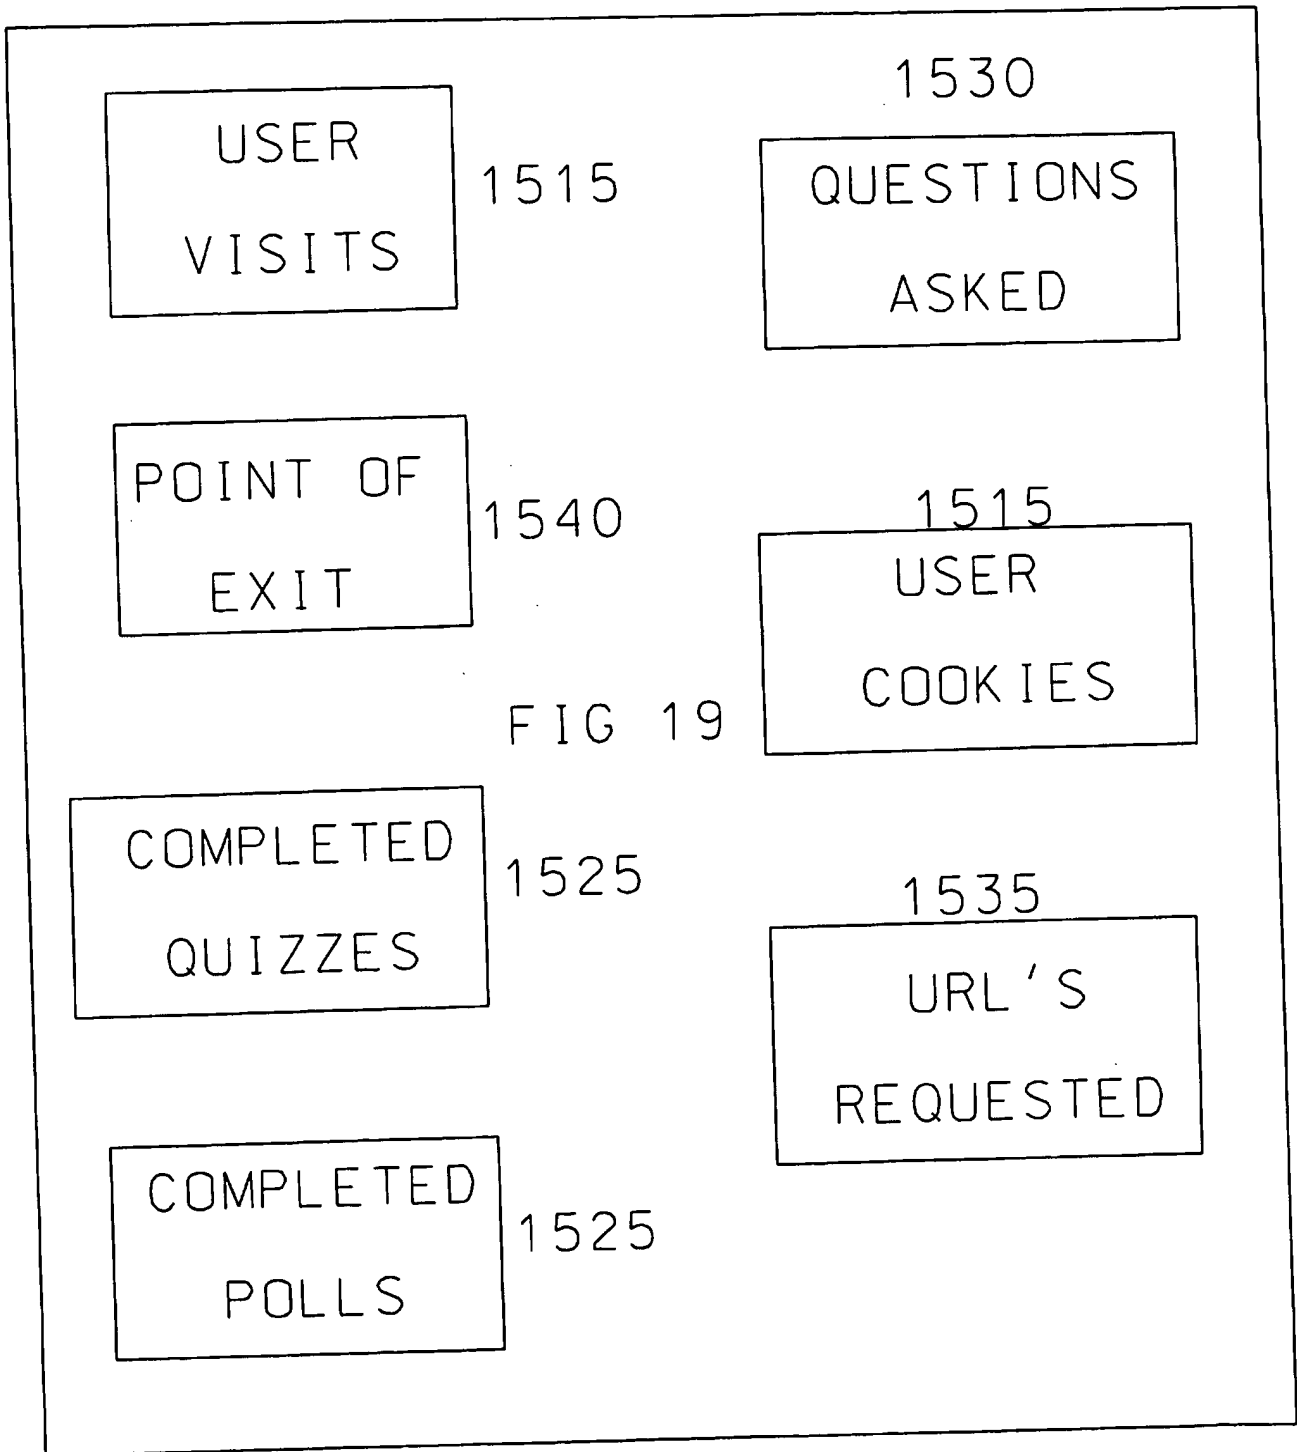 USER
VISITS
1515
1530
QUESTIONS
ASKED
POINT OF
EXIT
1540
1515
USER
COOKIES
FIG 19
COMPLETED
QUIZZES
1525
1535
URL'S
REQUESTED
COMPLETED
POLLS
1525